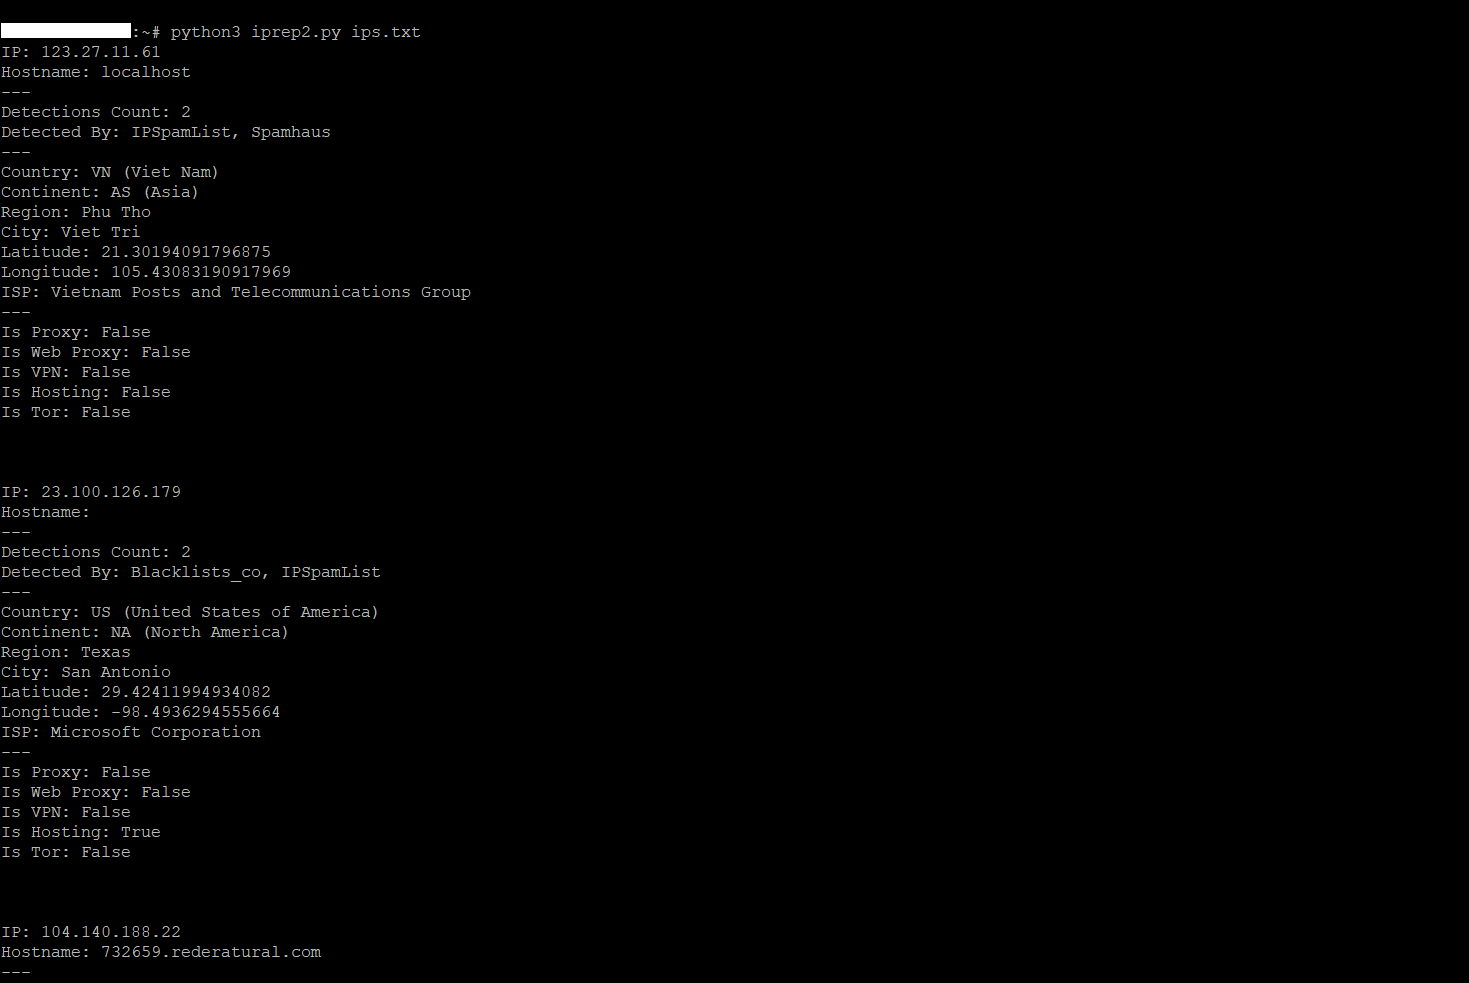 :~# python3 iprep2.py ips.txt
IP: 123.27.11.61
Hostname: localhost
---
Detections Count: 2
Detected By: IPSpamList, Spamhaus
---
Country: VN (Viet Nam)
Continent: AS (Asia)
Region: Phu Tho
City: Viet Tri
Latitude: 21.30194091796875
Longitude: 105.43083190917969
ISP: Vietnam Posts and Telecommunications Group
---
Is Proxy: False
Is Web Proxy: False
Is VPN: False
Is Hosting: False
Is Tor: False
IP: 23.100.126.179
Hostname:
---
Detections Count: 2
Detected By: Blacklists_co, IPSpamList
---
Country: US (United States of America)
Continent: NA (North America)
Region: Texas
City: San Antonio
Latitude: 29.42411994934082
Longitude: -98.4936294555664
ISP: Microsoft Corporation
---
Is Proxy: False
Is Web Proxy: False
Is VPN: False
Is Hosting: True
Is Tor: False
IP: 104.140.188.22
Hostname: 732659.rederatural.com
---